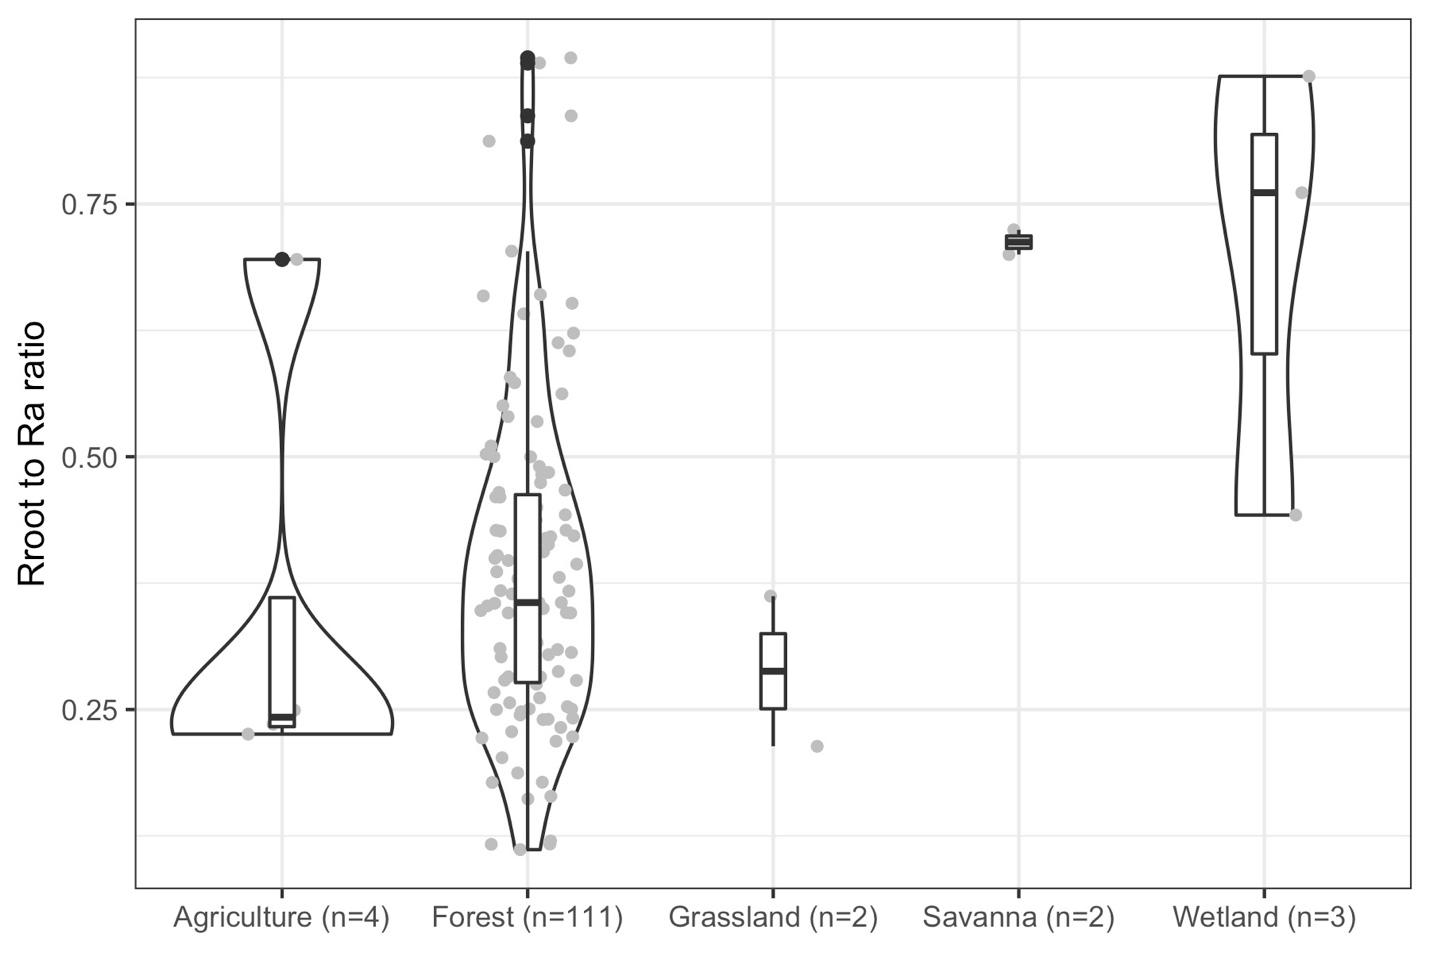 Rroot to Ra ratio
0.75
0.50
0.25
Agriculture (n=4) Forest (n=111) Grassland (n=2) Savanna (n=2) Wetland (n=3)